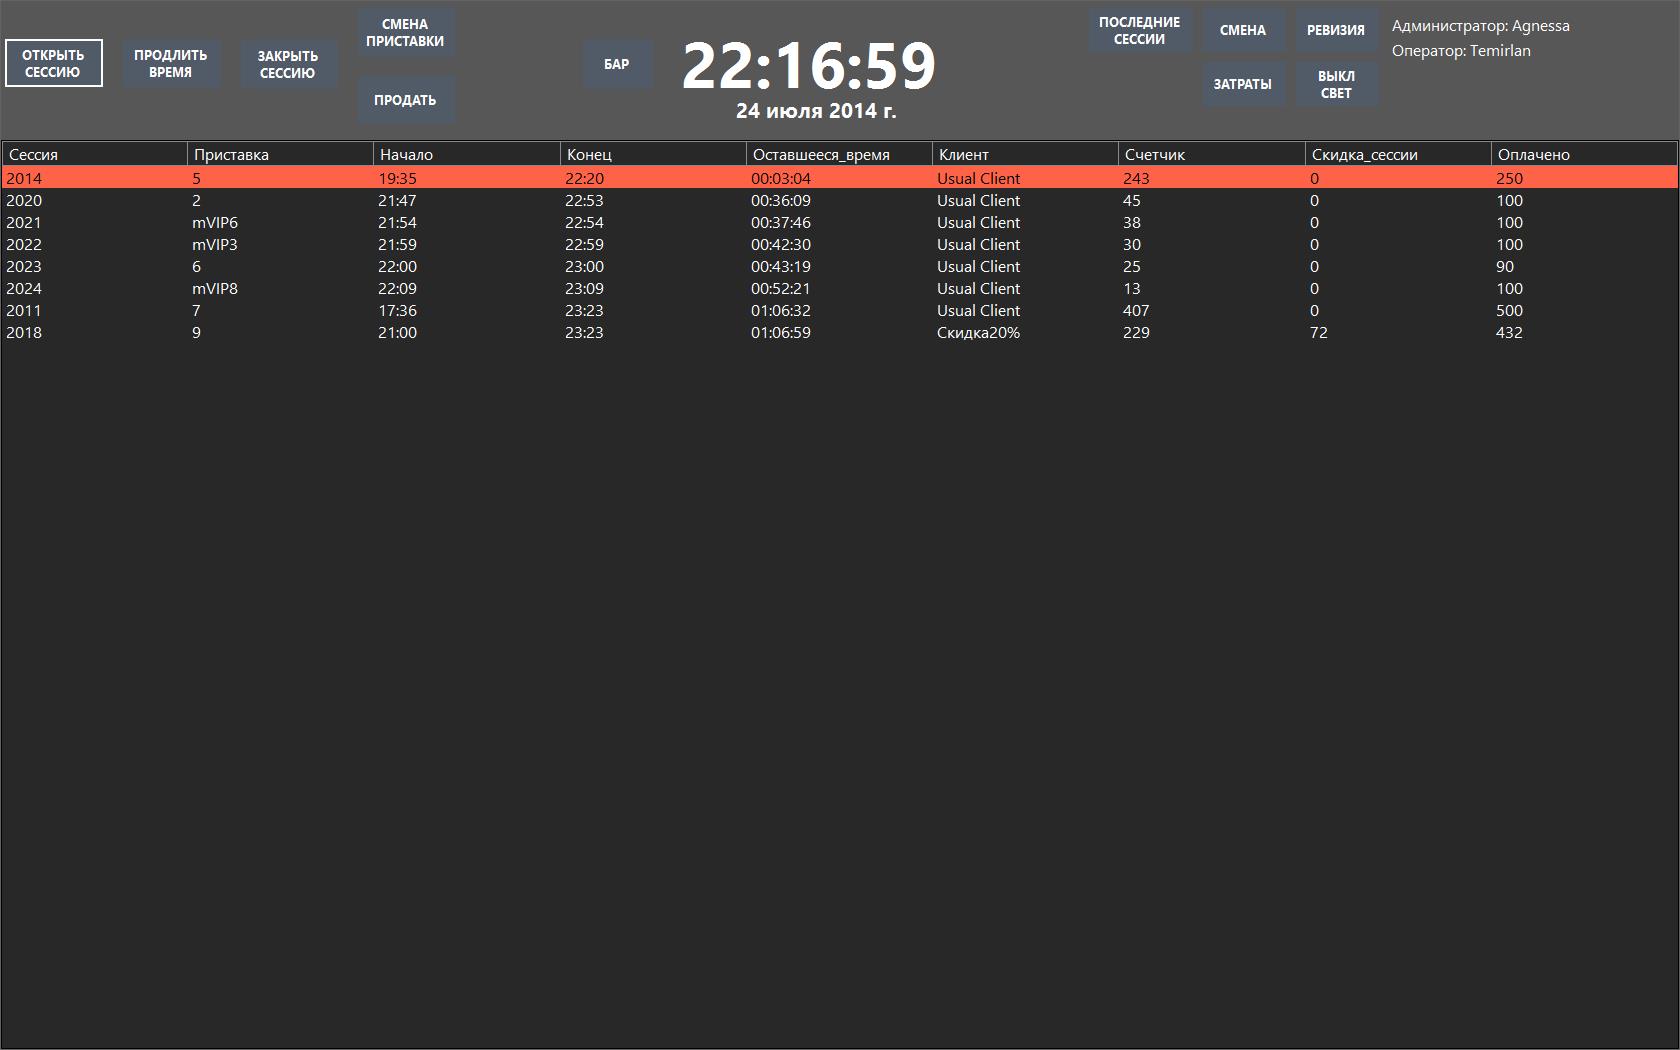 ОТКРЫТЬ
СЕССИЮ
ПРОДЛИТЬ
ВРЕМЯ
ЗАКРЫТЬ
СЕССИЮ
СМЕНА
ПРИСТАВКИ
ПРОДАТЬ
БАР
22:16:59
24 июля 2014 г.
ПОСЛЕДНИЕ
СЕССИИ
СМЕНА
РЕВИЗИЯ
ЗАТРАТЫ
ВЫКЛ
СВЕТ
Администратор: Agnessa
Оператор: Temirlan
Сессия Приставка Начало Конец Оставшееся_время Клиент Счетчик Скидка_сессии Оплачено
2014 5 19:35 22:20 00:03:04 Usual Client 243 0 250
2020 2 21:47 22:53 00:36:09 Usual Client 45 0 100
2021 mVIP6 21:54 22:54 00:37:46 Usual Client 38 0 100
2022 mVIP3 21:59 22:59 00:42:30 Usual Client 30 0 100
2023 6 22:00 23:00 00:43:19 Usual Client 25 0 90
2024 mVIP8 22:09 23:09 00:52:21 Usual Client 13 0 100
2011 7 17:36 23:23 01:06:32 Usual Client 407 0 500
2018 9 21:00 23:23 01:06:59 Скидка20% 229 72 432